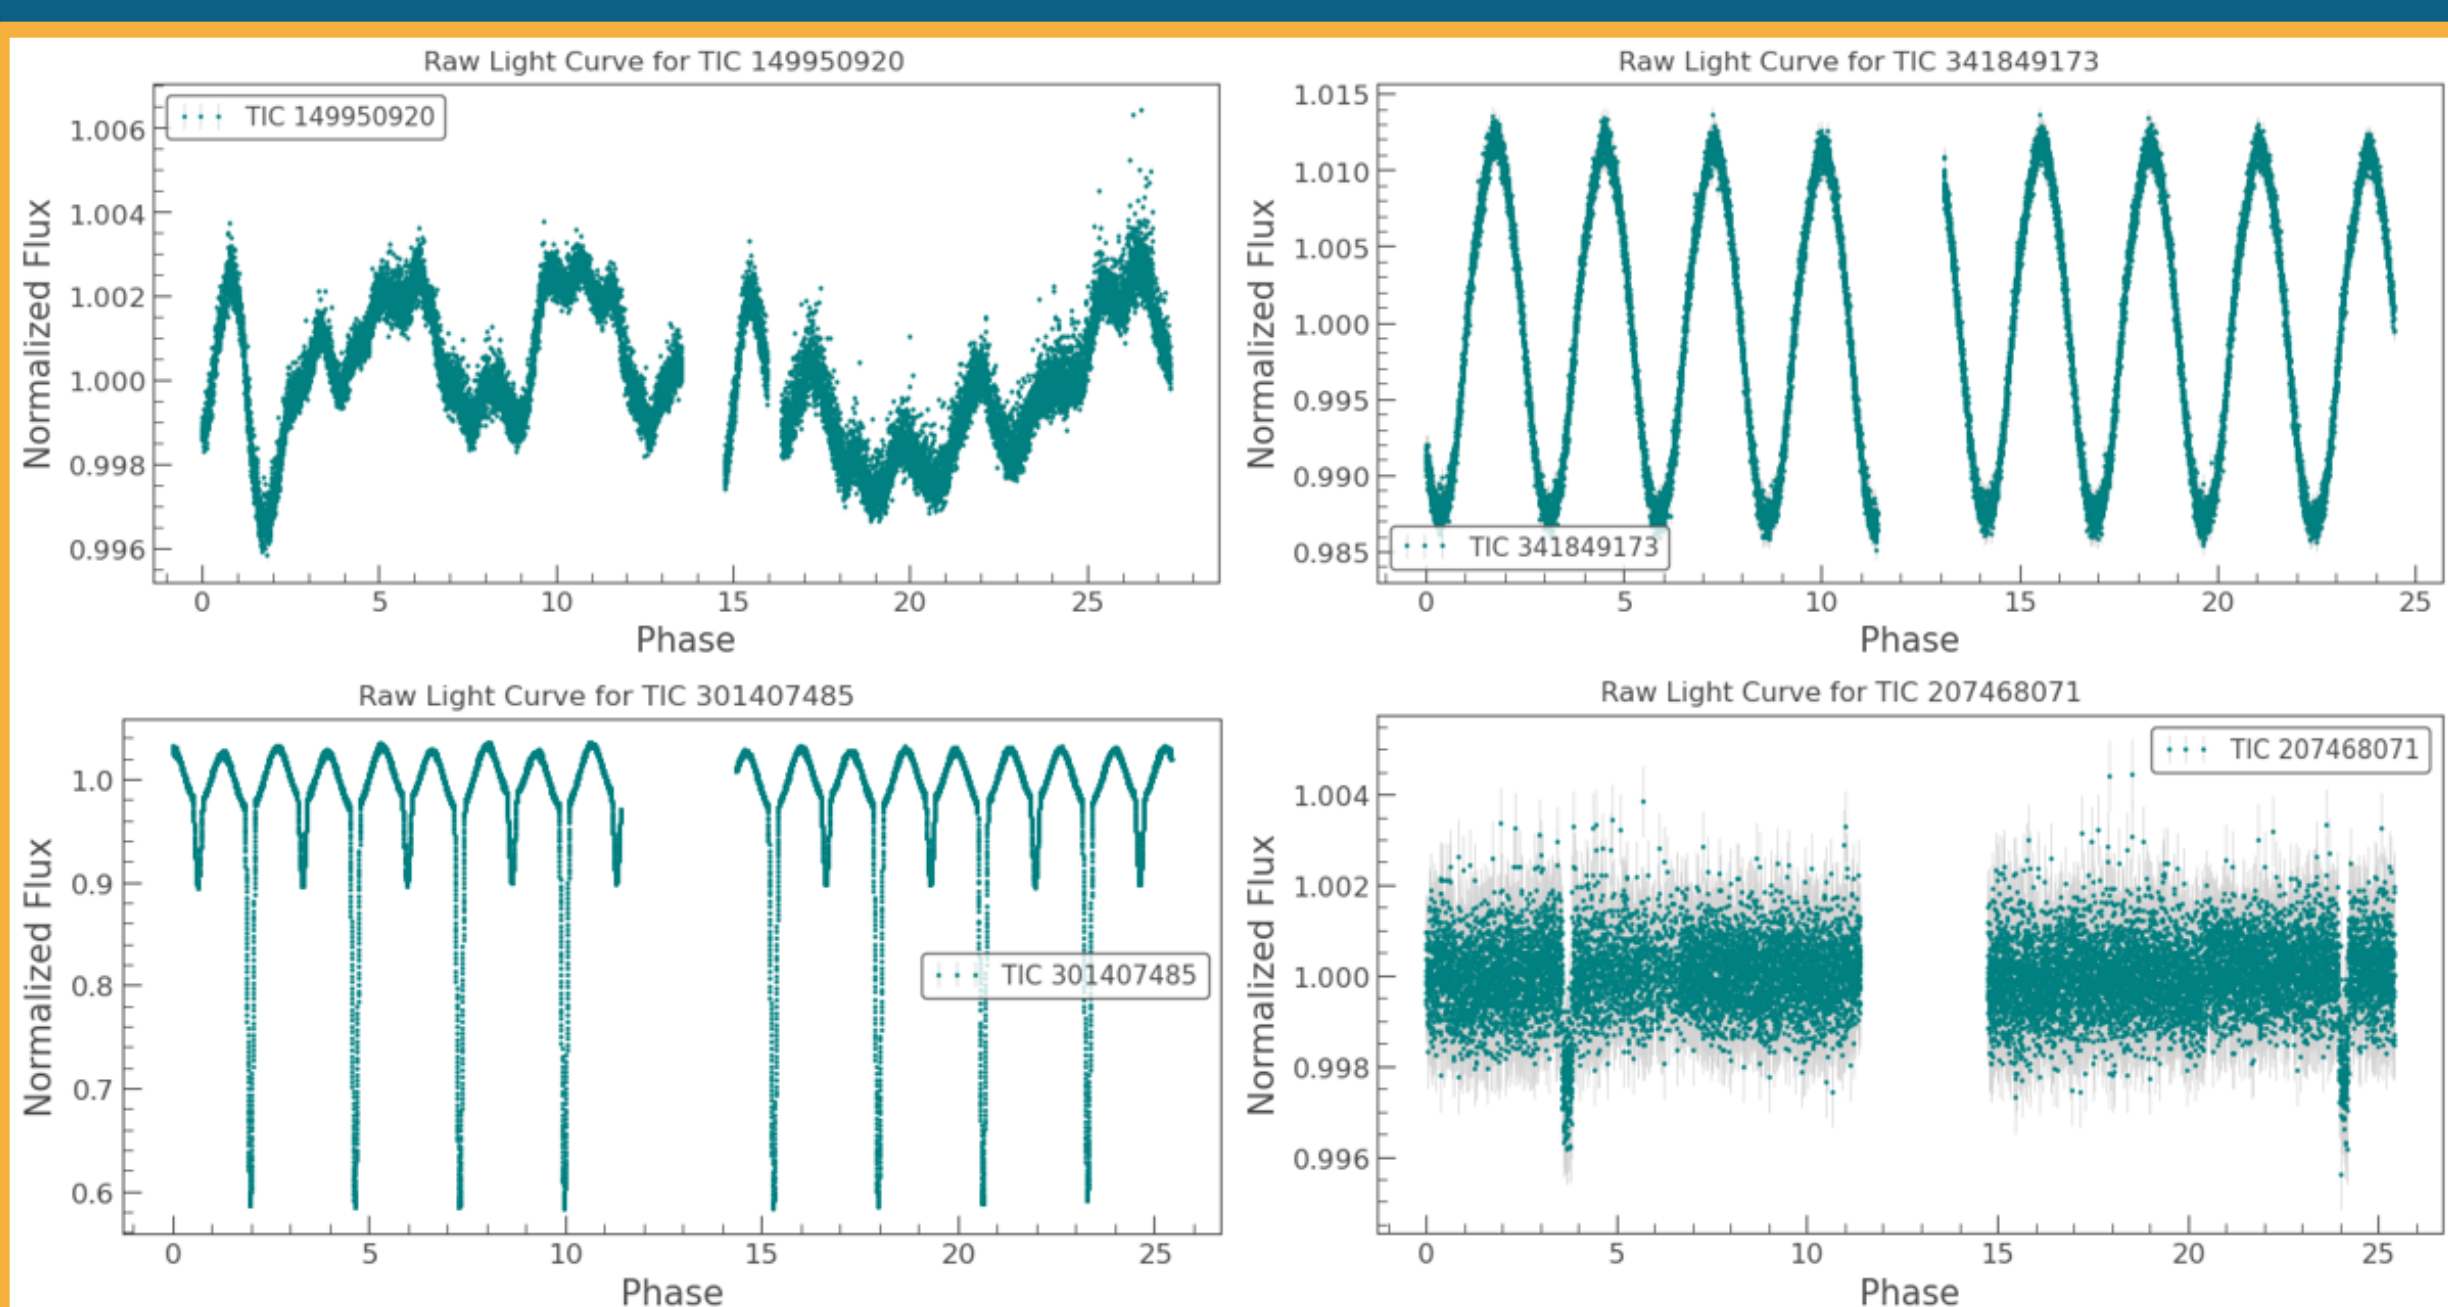 Raw Light Curve for TIC 149950920
TIC 149950920
Normalized Flux
1.006
1.004
1.002
1.000
0.998
0.996
0 5 10 15 20 25
Phase
Raw Light Curve for TIC 341849173
TIC 341849173
Normalized Flux
1.015
1.010
1.005
1.000
0.995
0.990
0.985
0 5 10 15 20 25
Phase
Raw Light Curve for TIC 301407485
TIC 301407485
Normalized Flux
1.0
0.9
0.8
0.7
0.6
0 5 10 15 20 25
Phase
Raw Light Curve for TIC 207468071
TIC 207468071
Normalized Flux
1.004
1.002
1.000
0.998
0.996
0 5 10 15 20 25
Phase